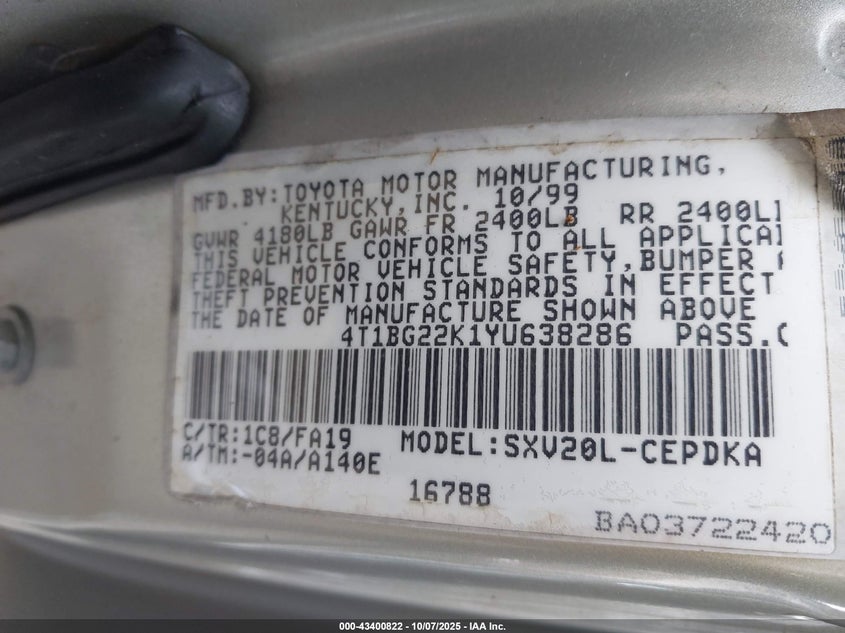 MFD.BY:TOYOTA MOTOR MANUFACTURING,
KENTUCKY,INC. 10/99
GVWR 4180LB GAWR FR 2400LB RR 2400L
THIS VEHICLE CONFORMS TO ALL APPLICA
FEDERAL MOTOR VEHICLE SAFETY,BUMPER
THEFT PREVENTION STANDARDS IN EFFECT
THE DATE OF MANUFACTURE SHOWN ABOVE
4T1BG22K1YU638286 PASS.C
C/TR:1C8/FA19 MODEL:SXV20L-CEPDKA
A/TM:-04A/A140E
16788
BA03722420
000-43400822 - 10/07/2025 - IAA Inc.